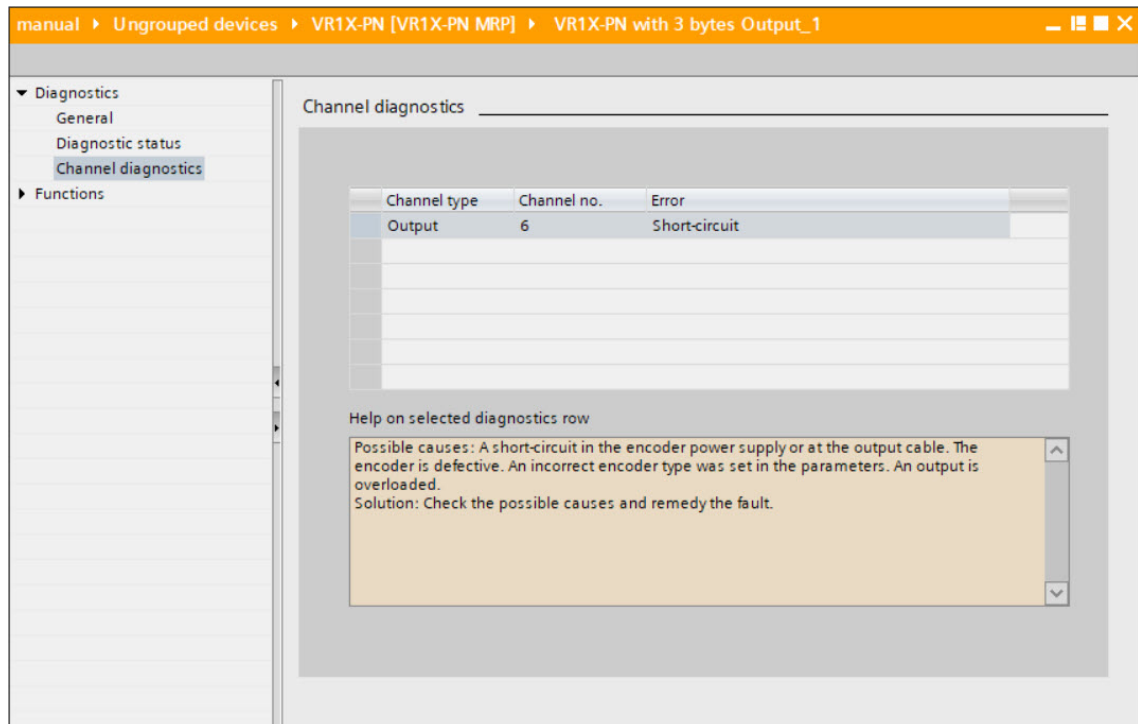 manual ▸ Ungrouped devices ▸ VR1X-PN [VR1X-PN MRP] ▸ VR1X-PN with 3 bytes Output_1
Diagnostics
General
Diagnostic status
Channel diagnostics
Functions
Channel diagnostics
Channel type Channel no. Error
Output 6 Short-circuit
Help on selected diagnostics row
Possible causes: A short-circuit in the encoder power supply or at the output cable. The
encoder is defective. An incorrect encoder type was set in the parameters. An output is
overloaded.
Solution: Check the possible causes and remedy the fault.